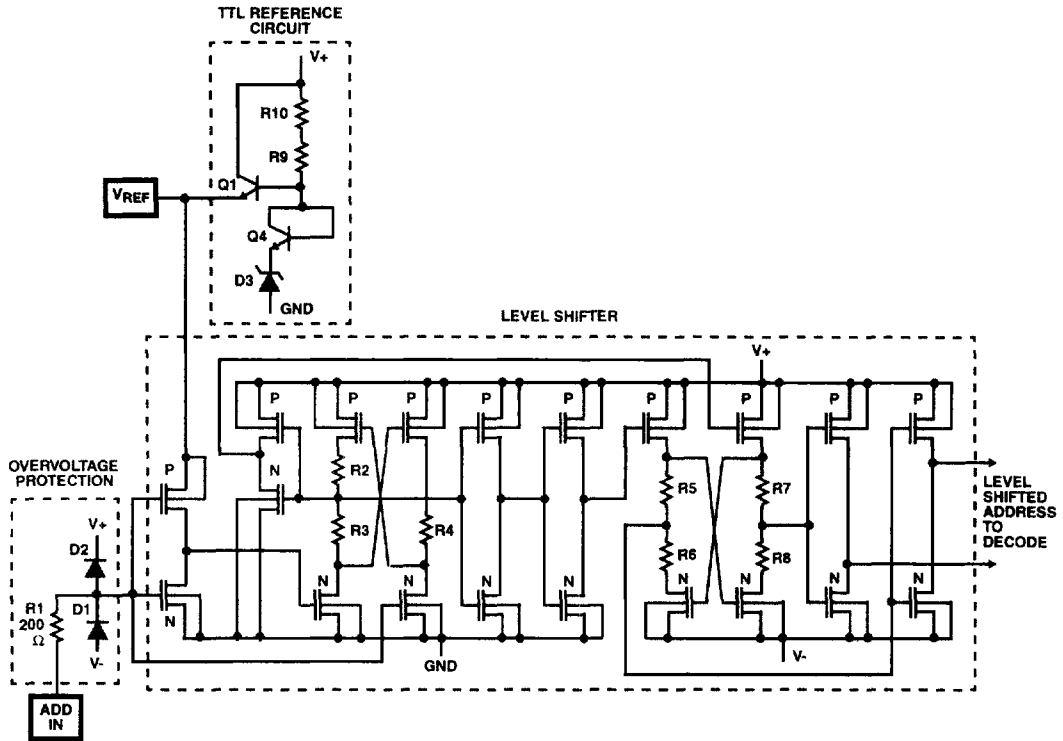 TTL REFERENCE
CIRCUIT
V+
R10
R9
Q1
VREF
Q4
D3
GND
LEVEL SHIFTER
V+
P
P
P
P
P
P
P
P
P
OVERVOLTAGE
PROTECTION
P
N
R2
R5
R7
LEVEL
SHIFTED
ADDRESS
TO
DECODE
V+
D2
R3
R4
R6
R8
N
N
N
N
N
N
N
N
R1
200
Ω
D1
N
V-
GND
V-
ADD
IN